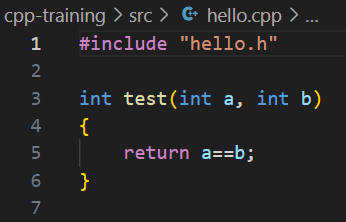 cpp-training > src > hello.cpp > ...
1 #include "hello.h"
2
3 int test(int a, int b)
4 {
5     return a==b;
6 }
7